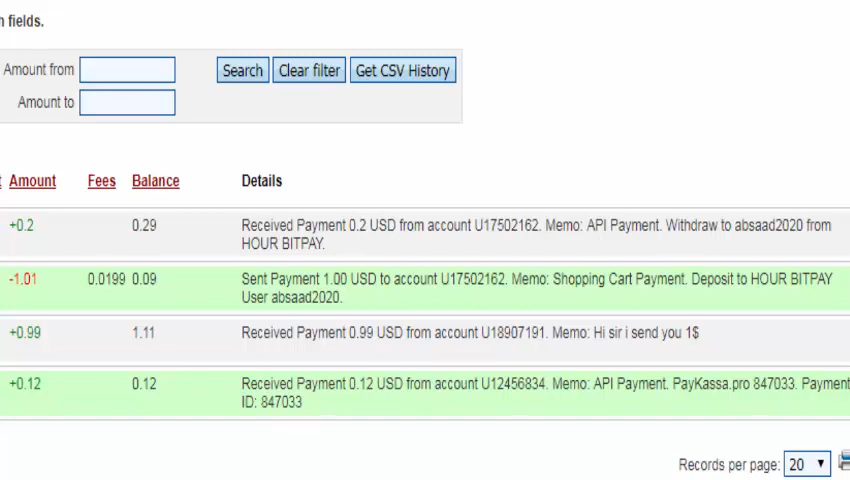 n fields.
Amount from Search Clear filter Get CSV History
Amount to
t Amount Fees Balance Details
+0.2 0.29 Received Payment 0.2 USD from account U17502162. Memo: API Payment. Withdraw to absaad2020 from
HOUR BITPAY.
-1.01 0.0199 0.09 Sent Payment 1.00 USD to account U17502162. Memo: Shopping Cart Payment. Deposit to HOUR BITPAY
User absaad2020.
+0.99 1.11 Received Payment 0.99 USD from account U18907191. Memo: Hi sir i send you 1$
+0.12 0.12 Received Payment 0.12 USD from account U12456834. Memo: API Payment. PayKassa.pro 847033. Payment
ID: 847033
Records per page: 20